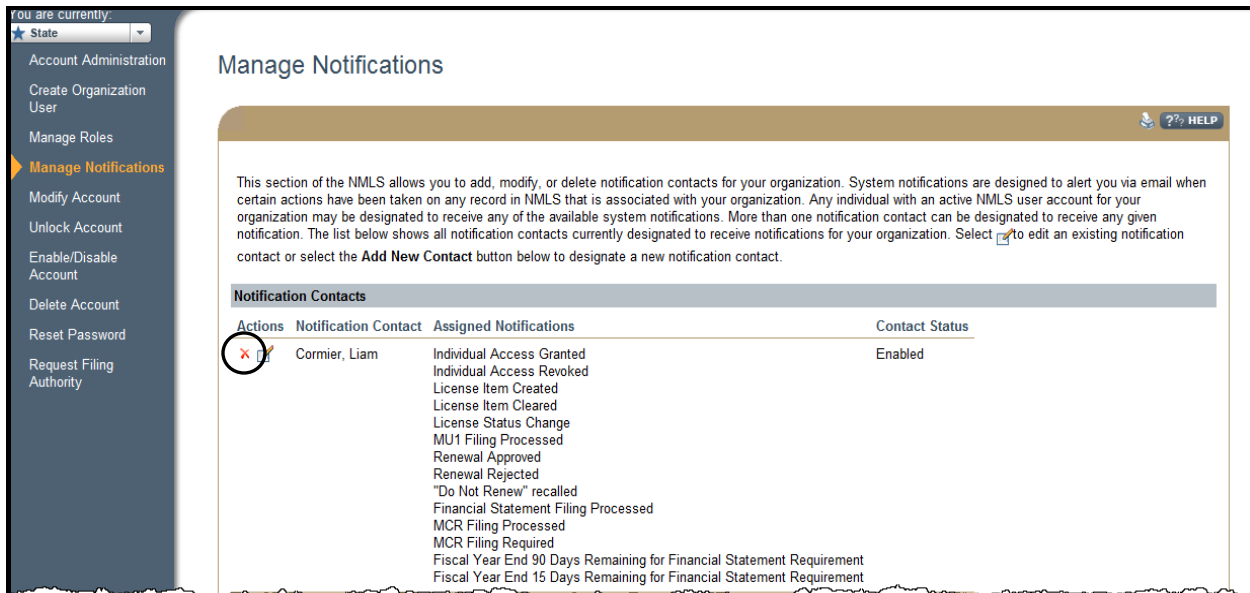 You are currently:
State
Account Administration
Create Organization
User
Manage Roles
Manage Notifications
Modify Account
Unlock Account
Enable/Disable
Account
Delete Account
Reset Password
Request Filing
Authority
Manage Notifications
??? HELP
This section of the NMLS allows you to add, modify, or delete notification contacts for your organization. System notifications are designed to alert you via email when
certain actions have been taken on any record in NMLS that is associated with your organization. Any individual with an active NMLS user account for your
organization may be designated to receive any of the available system notifications. More than one notification contact can be designated to receive any given
notification. The list below shows all notification contacts currently designated to receive notifications for your organization. Select to edit an existing notification
contact or select the Add New Contact button below to designate a new notification contact.
Notification Contacts
Actions Notification Contact Assigned Notifications Contact Status
Cormier, Liam Individual Access Granted Enabled
Individual Access Revoked
License Item Created
License Item Cleared
License Status Change
MU1 Filing Processed
Renewal Approved
Renewal Rejected
"Do Not Renew" recalled
Financial Statement Filing Processed
MCR Filing Processed
MCR Filing Required
Fiscal Year End 90 Days Remaining for Financial Statement Requirement
Fiscal Year End 15 Days Remaining for Financial Statement Requirement